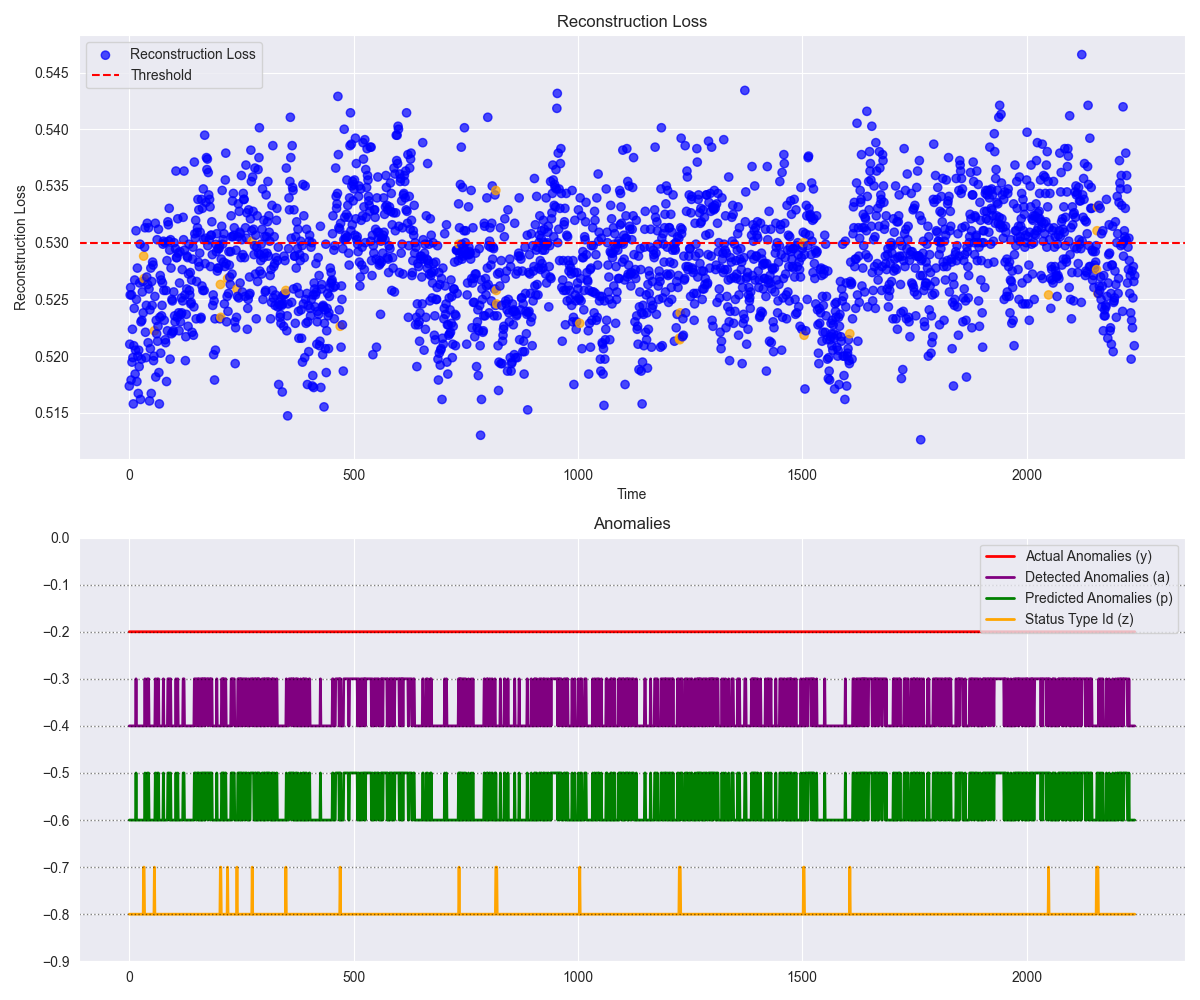 Reconstruction Loss
Reconstruction Loss
Threshold
0.545
0.540
0.535
0.530
0.525
0.520
0.515
Reconstruction Loss
0 500 1000 1500 2000
Time
Anomalies
Actual Anomalies (y)
Detected Anomalies (a)
Predicted Anomalies (p)
Status Type Id (z)
0.0
−0.1
−0.2
−0.3
−0.4
−0.5
−0.6
−0.7
−0.8
−0.9
0 500 1000 1500 2000